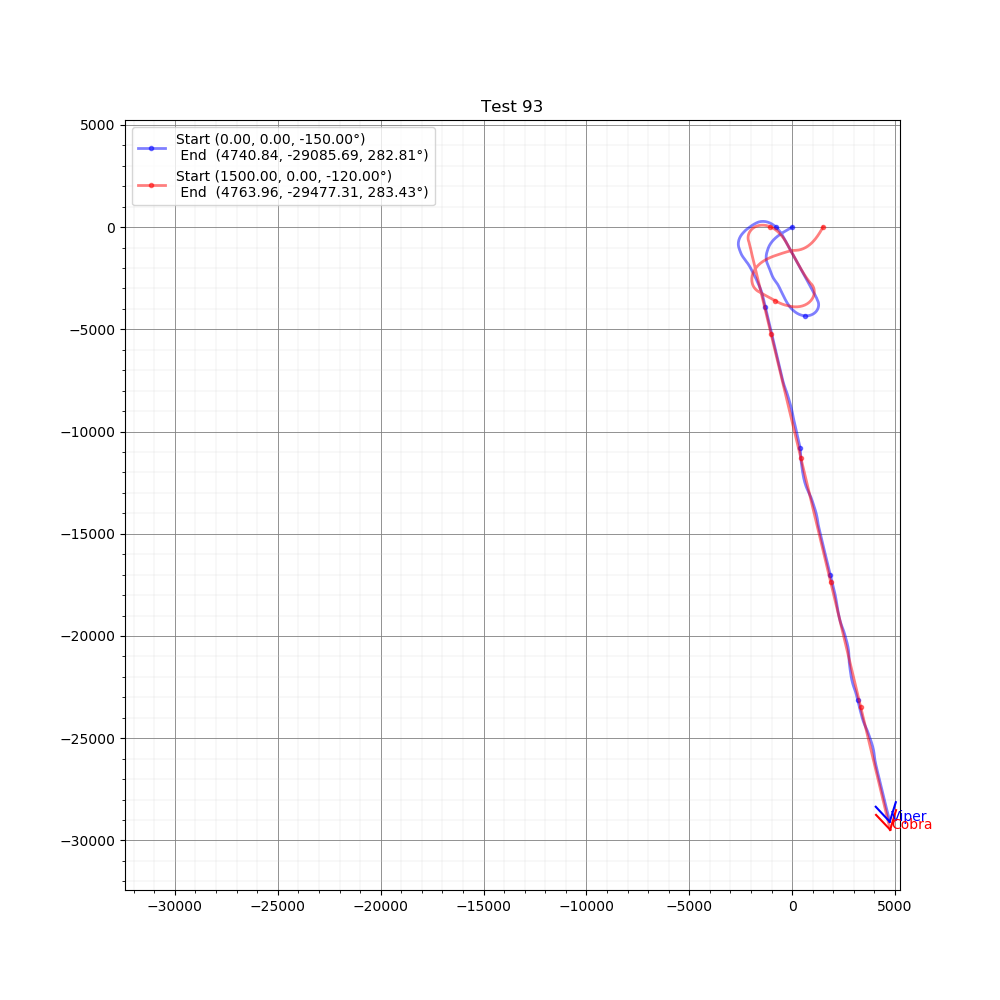 Test 93
Start (0.00, 0.00, -150.00°)
End (4740.84, -29085.69, 282.81°)
Start (1500.00, 0.00, -120.00°)
End (4763.96, -29477.31, 283.43°)
5000
0
−5000
−10000
−15000
−20000
−25000
−30000
Viper
Cobra
−30000 −25000 −20000 −15000 −10000 −5000 0 5000